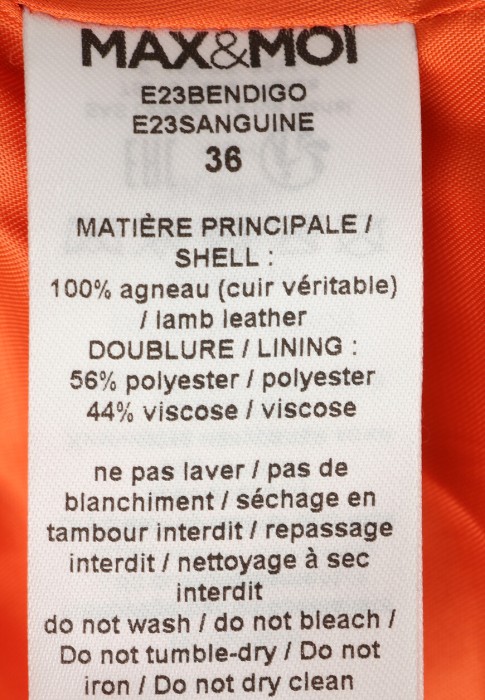 MAX&MOI
E23BENDIGO
E23SANGUINE
36
MATIÈRE PRINCIPALE /
SHELL :
100% agneau (cuir véritable)
/ lamb leather
DOUBLURE / LINING :
56% polyester / polyester
44% viscose / viscose
ne pas laver / pas de
blanchiment / séchage en
tambour interdit / repassage
interdit / nettoyage à sec
interdit
do not wash / do not bleach /
Do not tumble-dry / Do not
iron / Do not dry clean